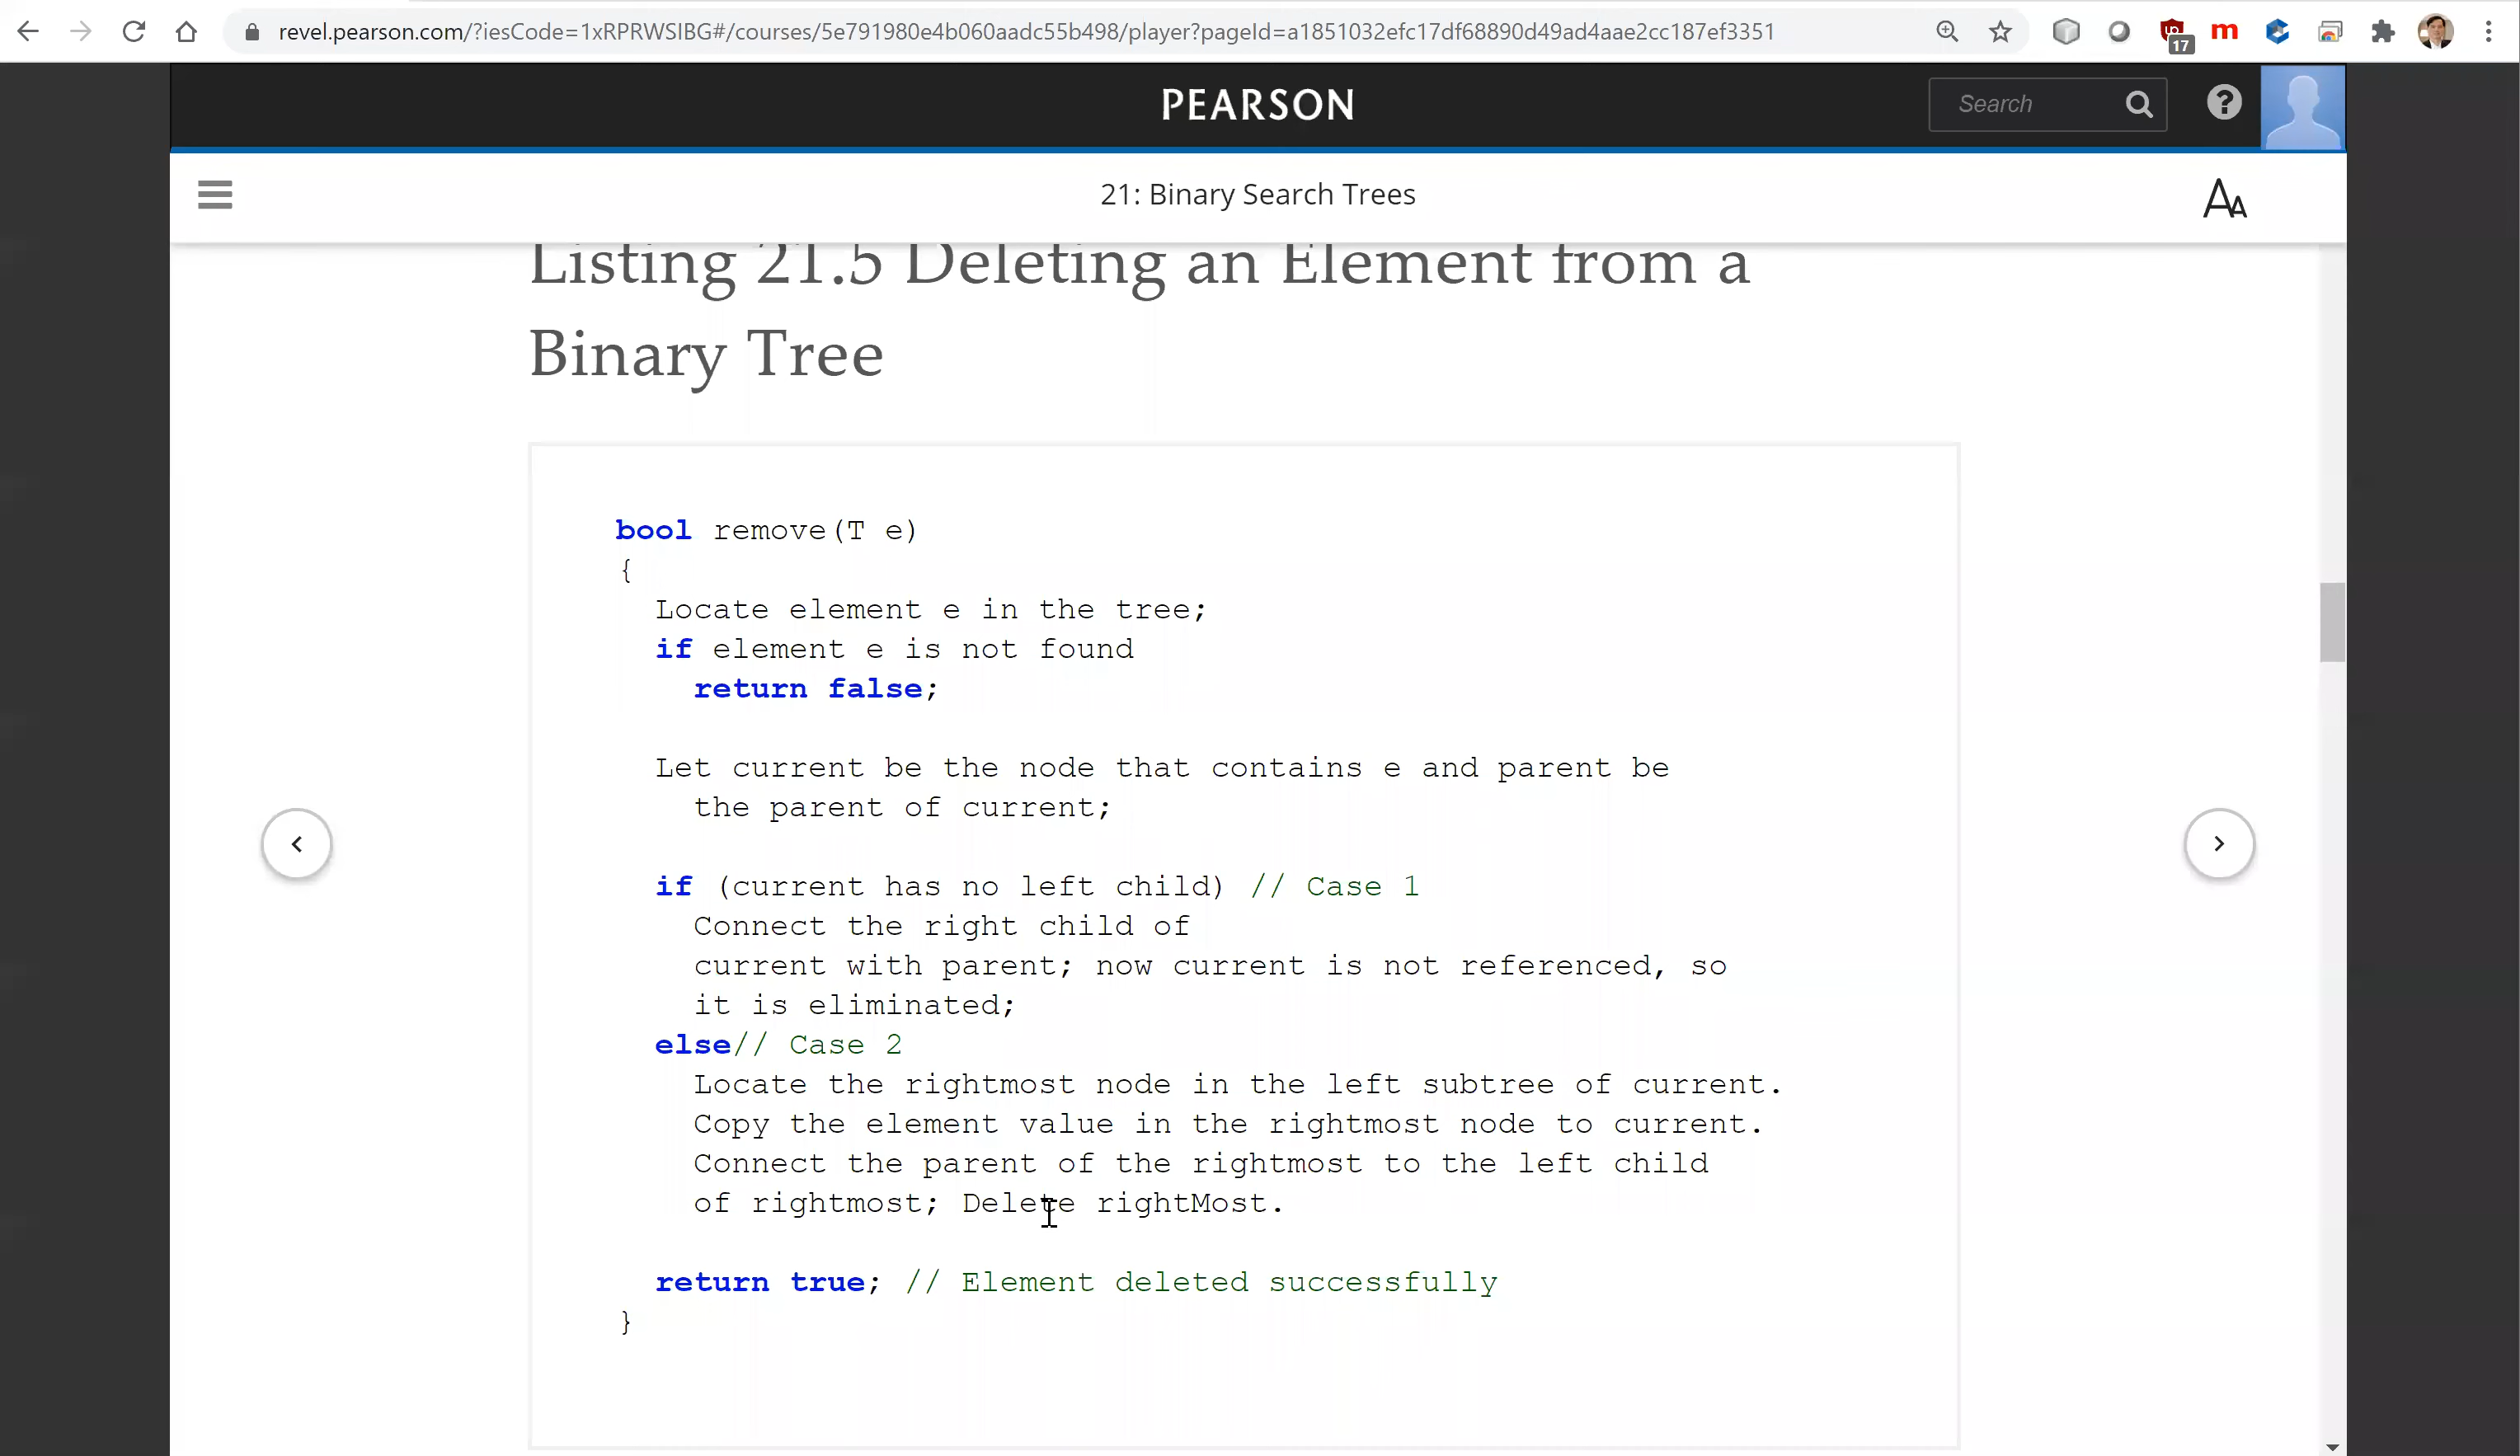 revel.pearson.com/?iesCode=1xRPRWSIBG#/courses/5e791980e4b060aadc55b498/player?pageId=a1851032efc17df68890d49ad4aae2cc187ef3351
17
m
PEARSON
Search
?
21: Binary Search Trees
AA
Listing 21.5 Deleting an Element from a
Binary Tree
bool remove(T e)
{
Locate element e in the tree;
if element e is not found
return false;
Let current be the node that contains e and parent be
the parent of current;
if (current has no left child) // Case 1
Connect the right child of
current with parent; now current is not referenced, so
it is eliminated;
else// Case 2
Locate the rightmost node in the left subtree of current.
Copy the element value in the rightmost node to current.
Connect the parent of the rightmost to the left child
of rightmost; Delete rightMost.
return true; // Element deleted successfully
}